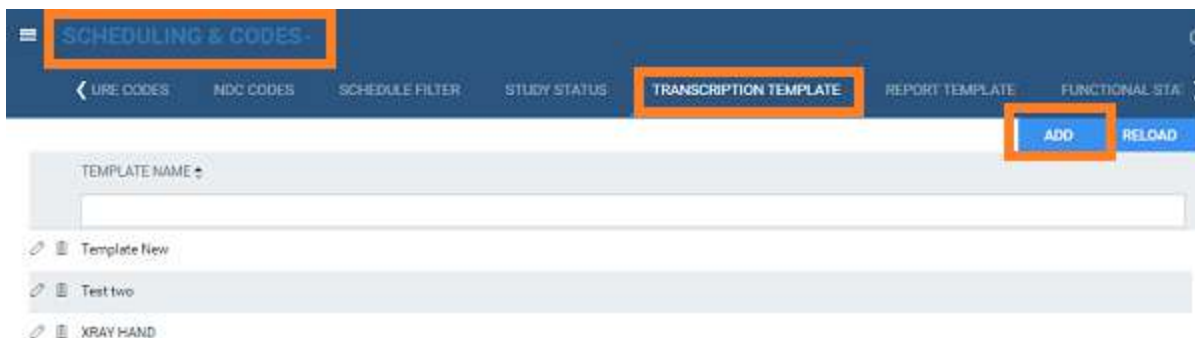 SCHEDULING & CODES-
URE CODES NDC CODES SCHEDULE FILTER STUDY STATUS TRANSCRIPTION TEMPLATE REPORT TEMPLATE FUNCTIONAL STA
ADD RELOAD
TEMPLATE NAME
Template New
Test two
XRAY HAND